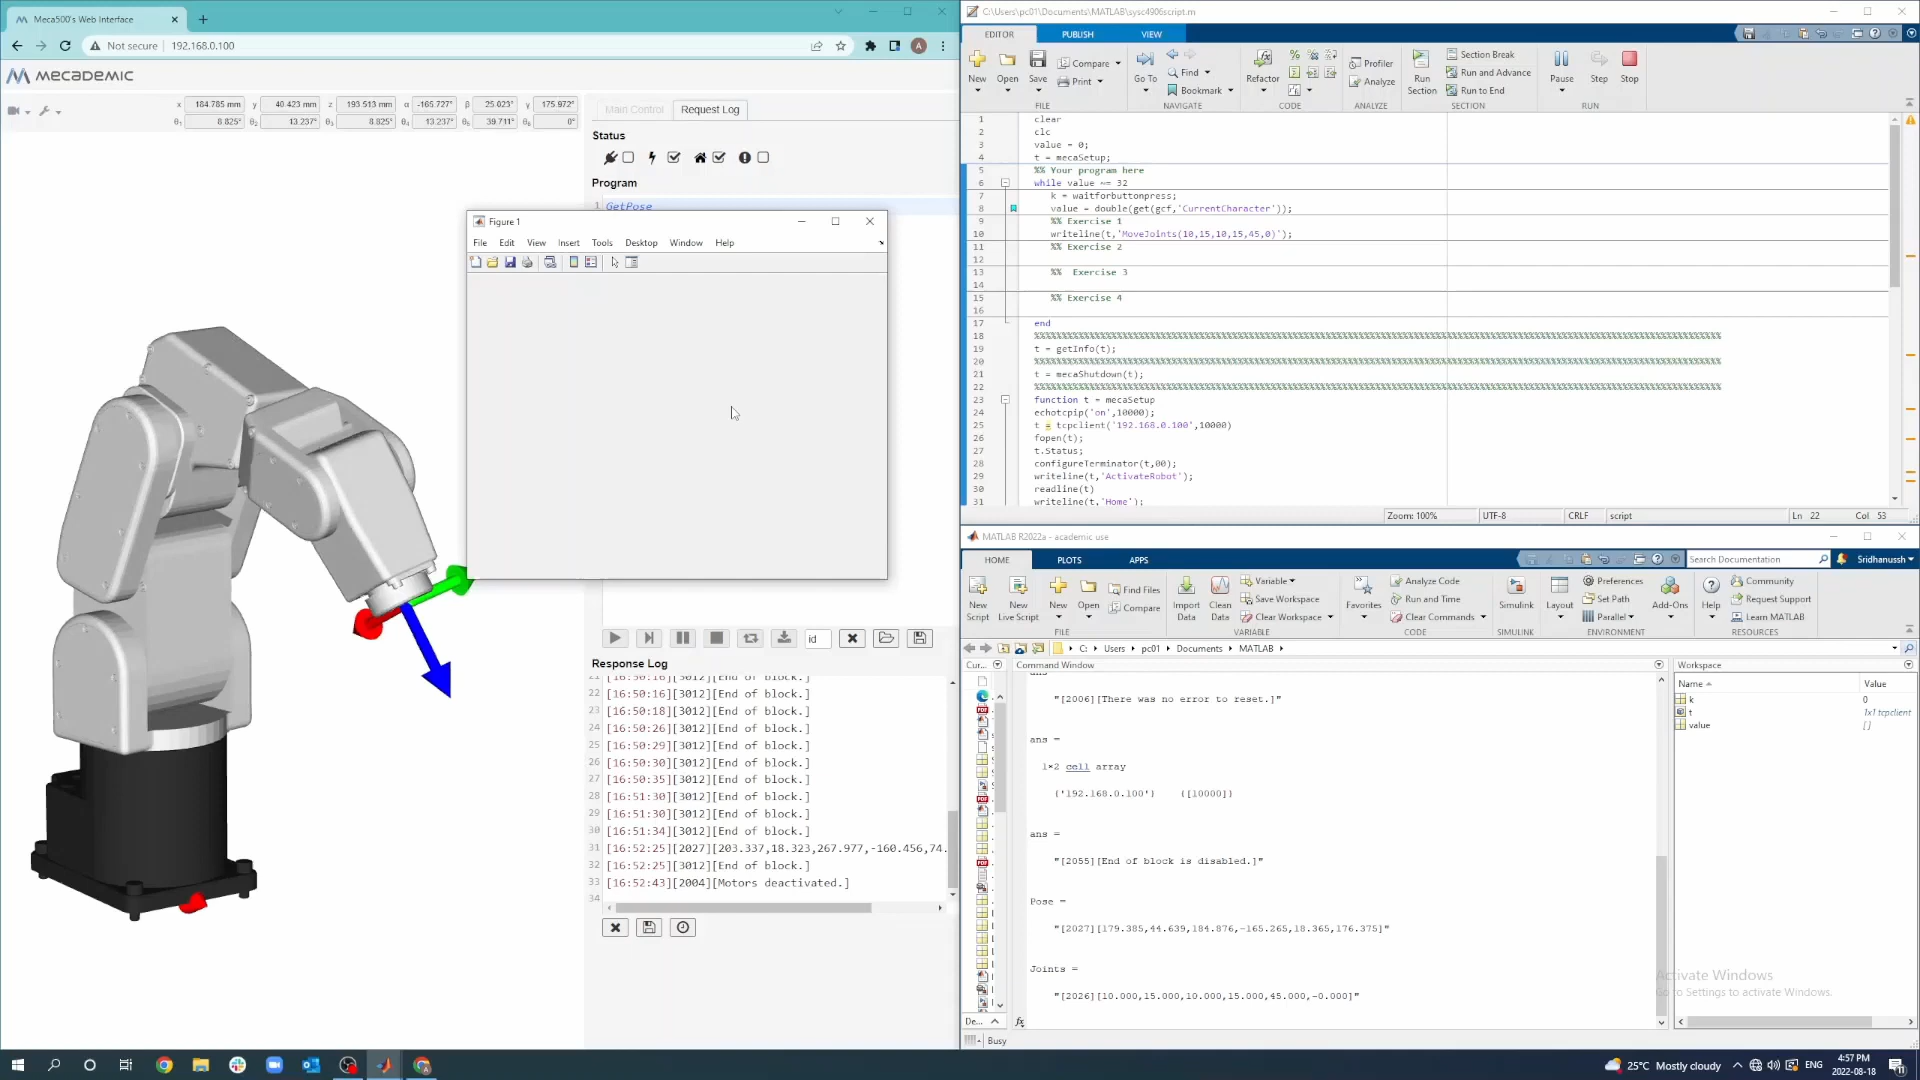 Meca500's Web Interface
Not secure
192.168.0.100
A
MECADEMIC
x 184.785 mm y 40.423 mm z 193.513 mm α -165.727° β 25.023° γ 175.972°
θ₁ 8.825° θ₂ 13.237° θ₃ 8.825° θ₄ 13.237° θ₅ 39.711° θ₆ 0°
Main Control
Request Log
Status
Program
1 GetPose
Figure 1
File Edit View Insert Tools Desktop Window Help
id
Response Log
22 [16:50:16][3012][End of block.]
23 [16:50:18][3012][End of block.]
24 [16:50:26][3012][End of block.]
25 [16:50:29][3012][End of block.]
26 [16:50:30][3012][End of block.]
27 [16:50:35][3012][End of block.]
28 [16:51:30][3012][End of block.]
29 [16:51:30][3012][End of block.]
30 [16:51:34][3012][End of block.]
31 [16:52:25][2027][203.337,18.323,267.977,-160.456,74.
32 [16:52:25][3012][End of block.]
33 [16:52:43][2004][Motors deactivated.]
34
C:\Users\pc01\Documents\MATLAB\sysc4906script.m
EDITOR PUBLISH VIEW
New Open Save Compare Print Go To Find Bookmark Refactor Profiler Analyze Run Section Section Break Run and Advance Run to End Pause Step Stop
FILE NAVIGATE CODE ANALYZE SECTION RUN
1 clear
2 clc
3 value = 0;
4 t = mecaSetup;
5 %% Your program here
6 while value ~= 32
7 k = waitforbuttonpress;
8 value = double(get(gcf,'CurrentCharacter'));
9 %% Exercise 1
10 writeline(t,'MoveJoints(10,15,10,15,45,0)');
11 %% Exercise 2
12
13 %% Exercise 3
14
15 %% Exercise 4
16
17 end
18
19 t = getInfo(t);
20
21 t = mecaShutdown(t);
22
23 function t = mecaSetup
24 echotcpip('on',10000);
25 t = tcpclient('192.168.0.100',10000)
26 fopen(t);
27 t.Status;
28 configureTerminator(t,00);
29 writeline(t,'ActivateRobot');
30 readline(t)
31 writeline(t,'Home');
Zoom: 100% UTF-8 CRLF script Ln 22 Col 53
MATLAB R2022a - academic use
HOME PLOTS APPS
Search Documentation
Sridhanussh
New Script New Live Script New Open Find Files Compare Import Data Clean Data Variable Save Workspace Clear Workspace Favorites Analyze Code Run and Time Clear Commands Simulink Layout Preferences Set Path Parallel Add-Ons Help Community Request Support Learn MATLAB
FILE VARIABLE CODE SIMULINK ENVIRONMENT RESOURCES
C: Users pc01 Documents MATLAB
Cur...
Command Window
Workspace
Name Value
k 0
t 1x1 tcpclient
value []
ans
"[2006][There was no error to reset.]"
ans =
1×2 cell array
{'192.168.0.100'} {[10000]}
ans =
"[2055][End of block is disabled.]"
Pose =
"[2027][179.385,44.639,184.876,-165.265,18.365,176.375]"
Joints =
"[2026][10.000,15.000,10.000,15.000,45.000,-0.000]"
Activate Windows
Go to Settings to activate Windows.
De...
fx
Busy
25°C Mostly cloudy
ENG
4:57 PM
2022-08-18